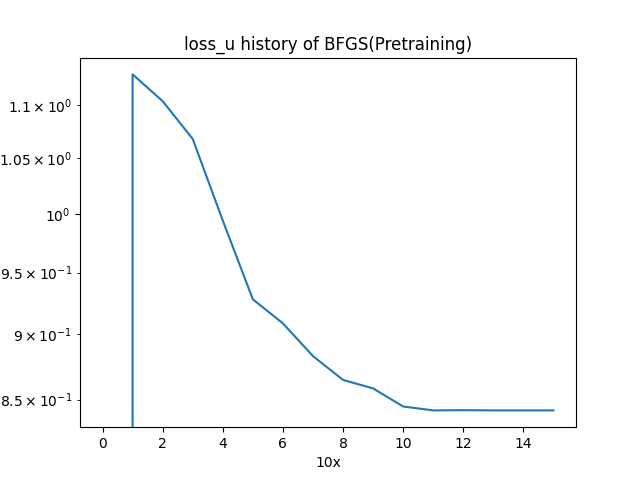 loss_u history of BFGS(Pretraining)
1.1 × 10⁰
1.05 × 10⁰
10⁰
9.5 × 10⁻¹
9 × 10⁻¹
8.5 × 10⁻¹
0 2 4 6 8 10 12 14
10x